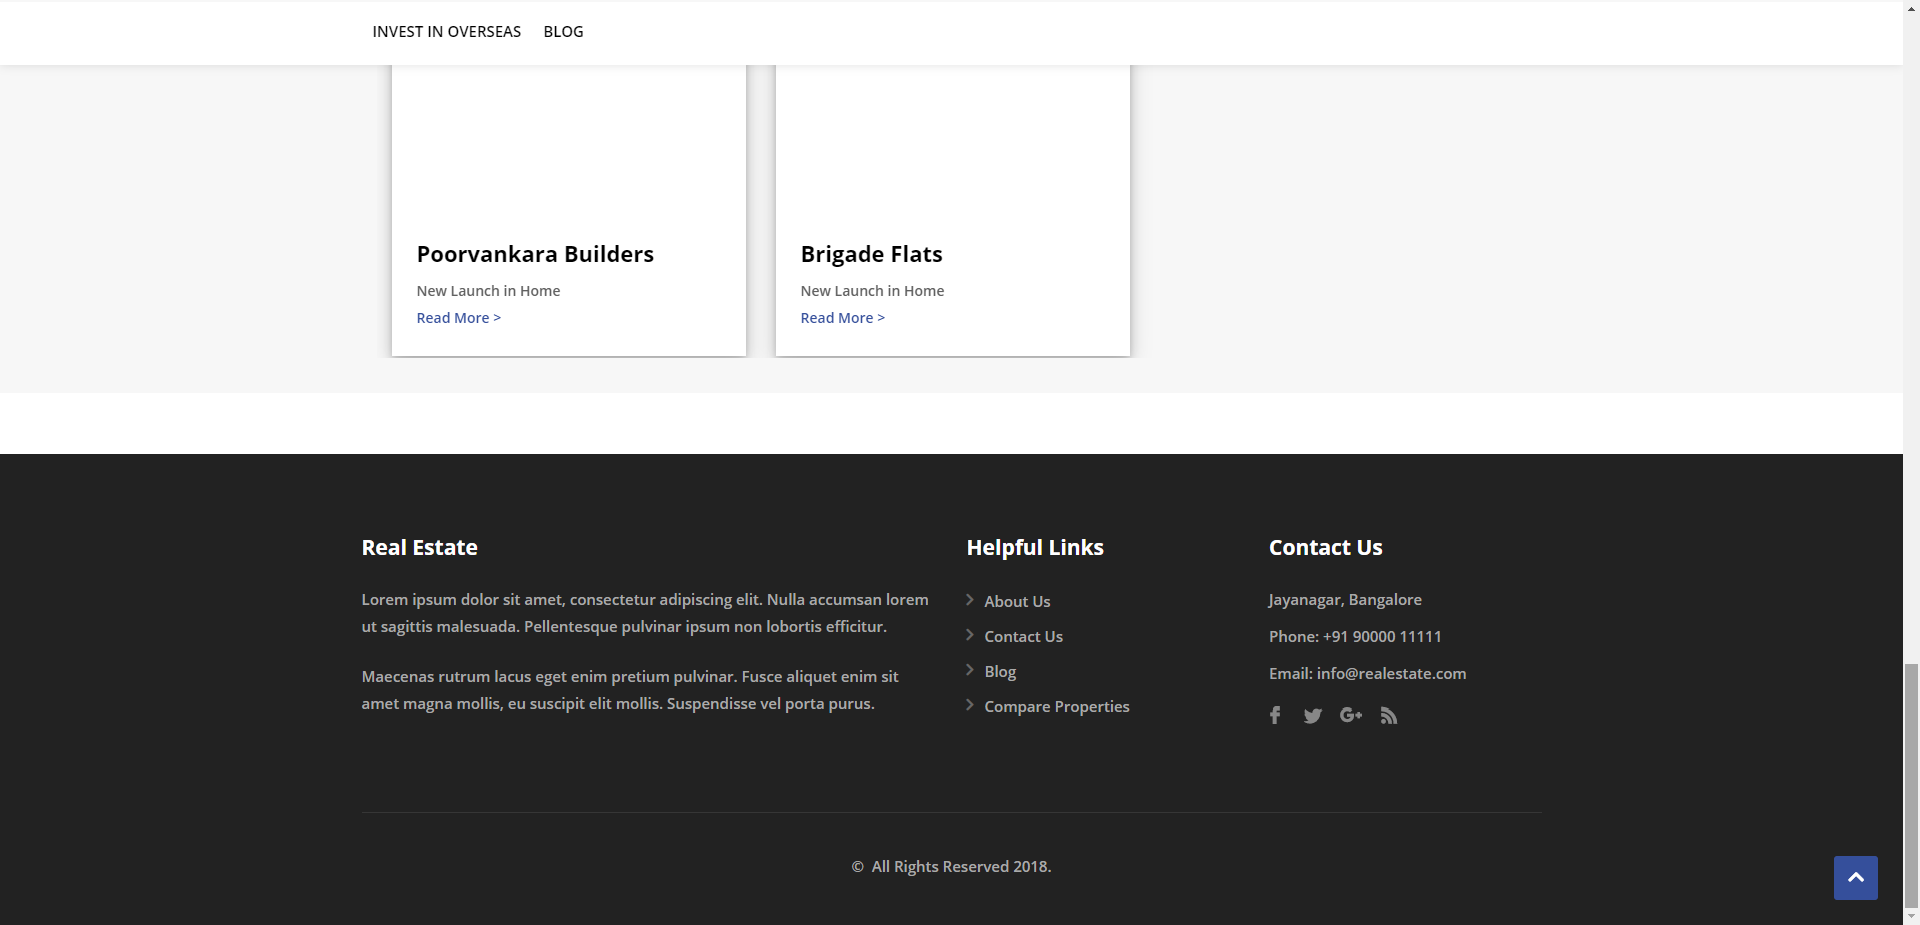 INVEST IN OVERSEAS BLOG
Poorvankara Builders
New Launch in Home
Read More >
Brigade Flats
New Launch in Home
Read More >
Real Estate
Lorem ipsum dolor sit amet, consectetur adipiscing elit. Nulla accumsan lorem
ut sagittis malesuada. Pellentesque pulvinar ipsum non lobortis efficitur.
Maecenas rutrum lacus eget enim pretium pulvinar. Fusce aliquet enim sit
amet magna mollis, eu suscipit elit mollis. Suspendisse vel porta purus.
Helpful Links
About Us
Contact Us
Blog
Compare Properties
Contact Us
Jayanagar, Bangalore
Phone: +91 90000 11111
Email: info@realestate.com
© All Rights Reserved 2018.